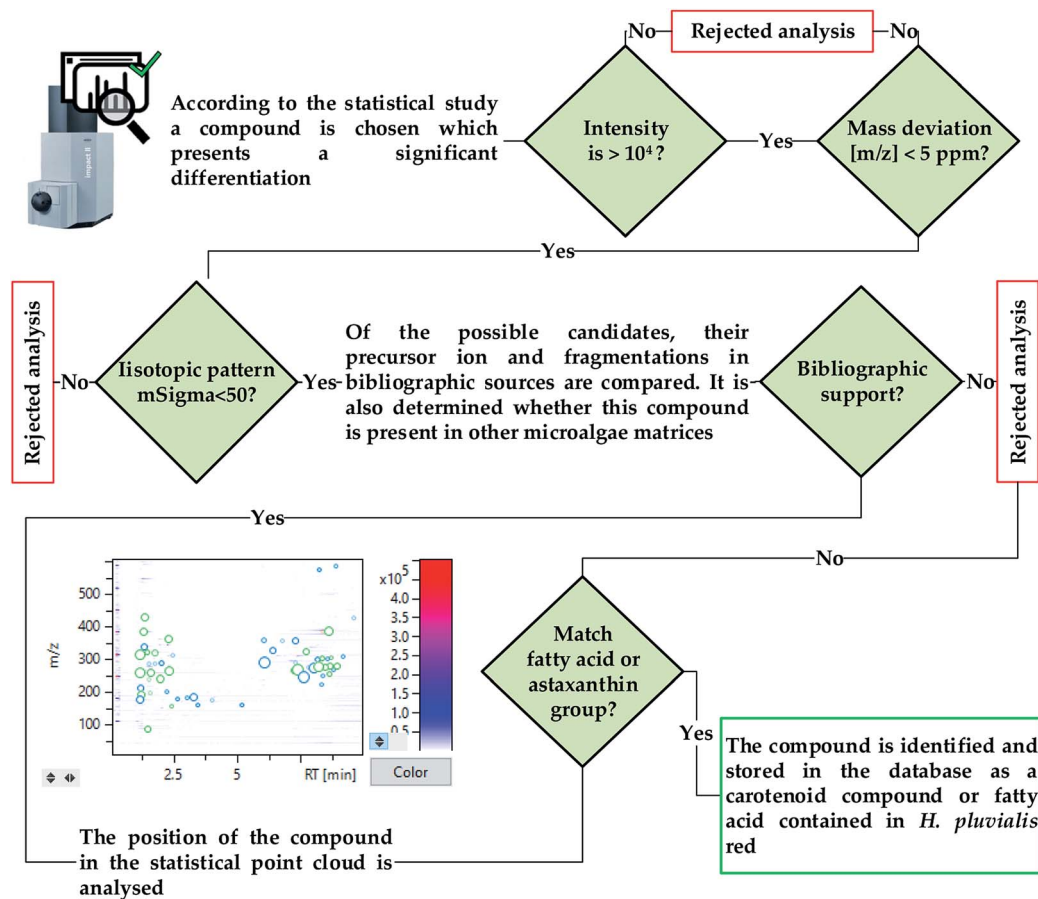 No
Rejected analysis
No
Impact II
According to the statistical study
a compound is chosen which
presents a significant
differentiation
Intensity
is > 10⁴?
Yes
Mass deviation
[m/z] < 5 ppm?
Yes
Rejected analysis
No
Iisotopic pattern
mSigma<50?
Yes
Of the possible candidates, their
precursor ion and fragmentations in
bibliographic sources are compared. It is
also determined whether this compound
is present in other microalgae matrices
Bibliographic
support?
No
Rejected analysis
Yes
No
m/z
500
400
300
200
100
2.5
5
RT [min]
x10⁵
4.0
3.5
3.0
2.5
2.0
1.5
1.0
0.5
Color
Match
fatty acid or
astaxanthin
group?
Yes
The compound is identified and
stored in the database as a
carotenoid compound or fatty
acid contained in H. pluvialis
red
The position of the compound
in the statistical point cloud is
analysed